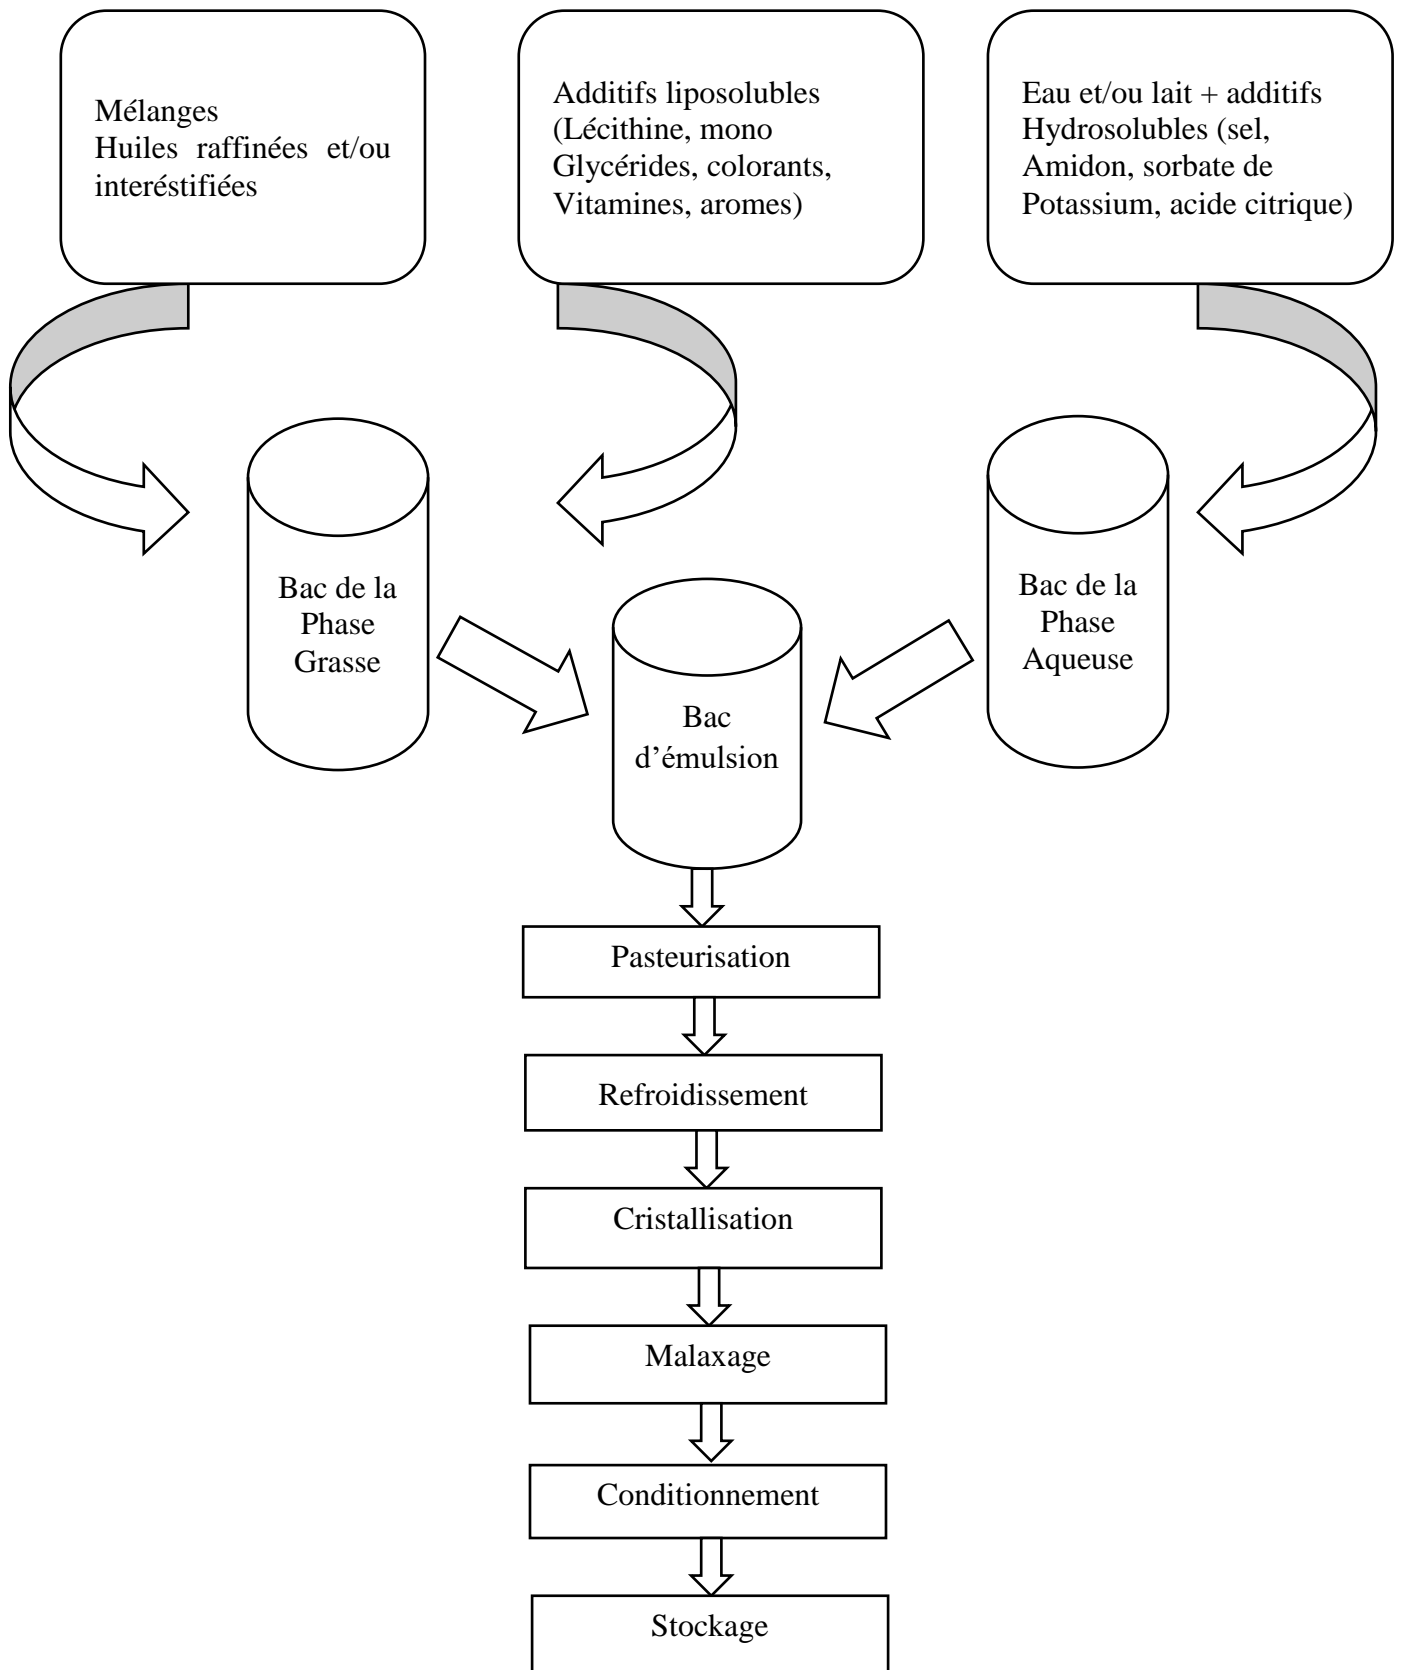 Mélanges
Huiles raffinées et/ou
interéstifiées
Additifs liposolubles
(Lécithine, mono
Glycérides, colorants,
Vitamines, aromes)
Eau et/ou lait + additifs
Hydrosolubles (sel,
Amidon, sorbate de
Potassium, acide citrique)
Bac de la
Phase
Grasse
Bac
d’émulsion
Bac de la
Phase
Aqueuse
Pasteurisation
Refroidissement
Cristallisation
Malaxage
Conditionnement
Stockage